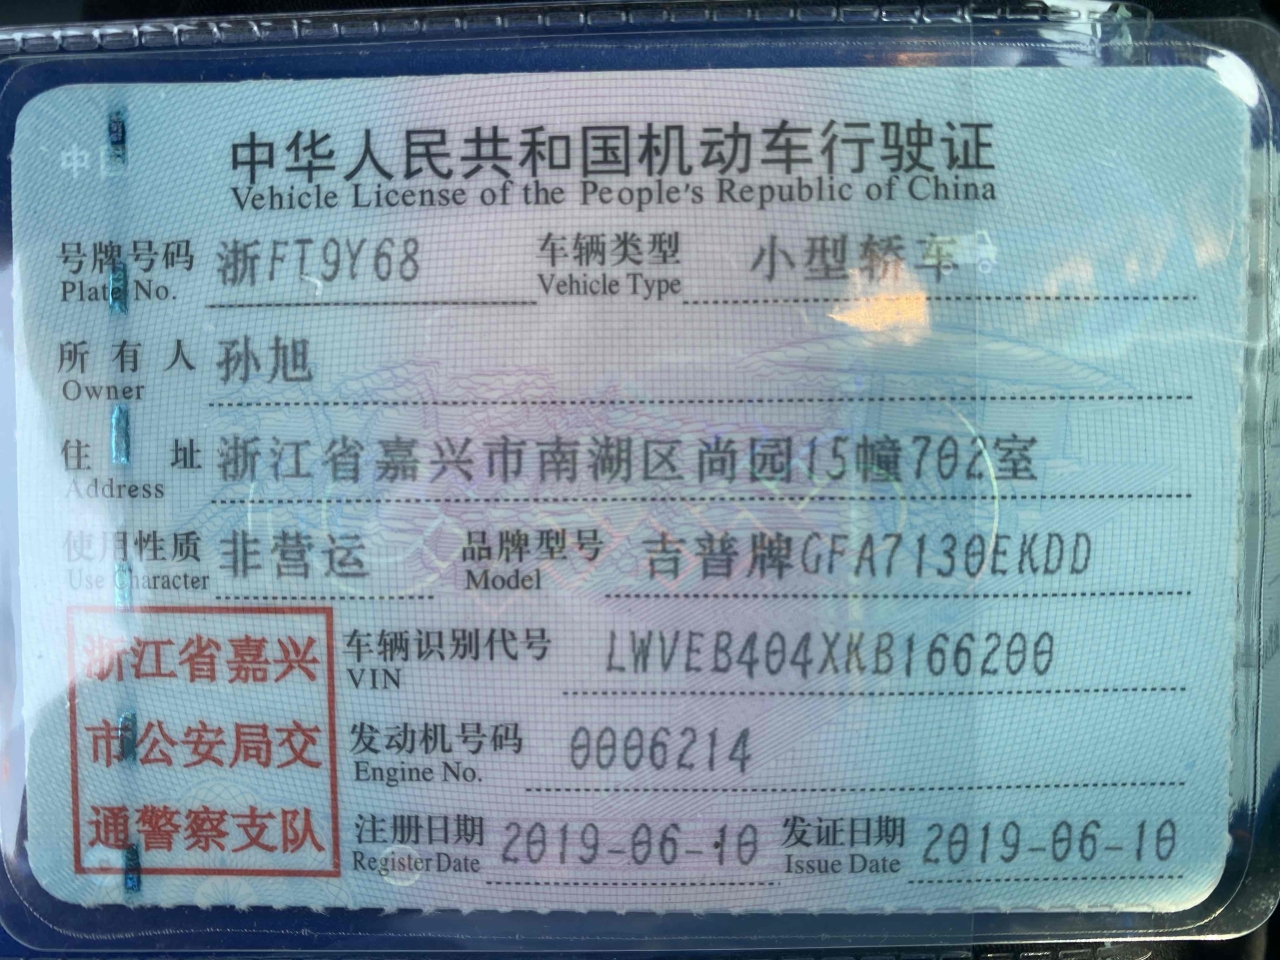 中华人民共和国机动车行驶证
Vehicle License of the People's Republic of China
号牌号码 浙FT9Y68 车辆类型 小型轿车
Plate No. Vehicle Type
所有人 孙旭
Owner
住址 浙江省嘉兴市南湖区尚园15幢702室
Address
使用性质 非营运 品牌型号 吉普牌GFA7130EKDD
Use Character Model
浙江省嘉兴
市公安局交
通警察支队
车辆识别代号 LWVEB404XKB166200
VIN
发动机号码 0006214
Engine No.
注册日期 2019-06-10 发证日期 2019-06-10
Register Date Issue Date